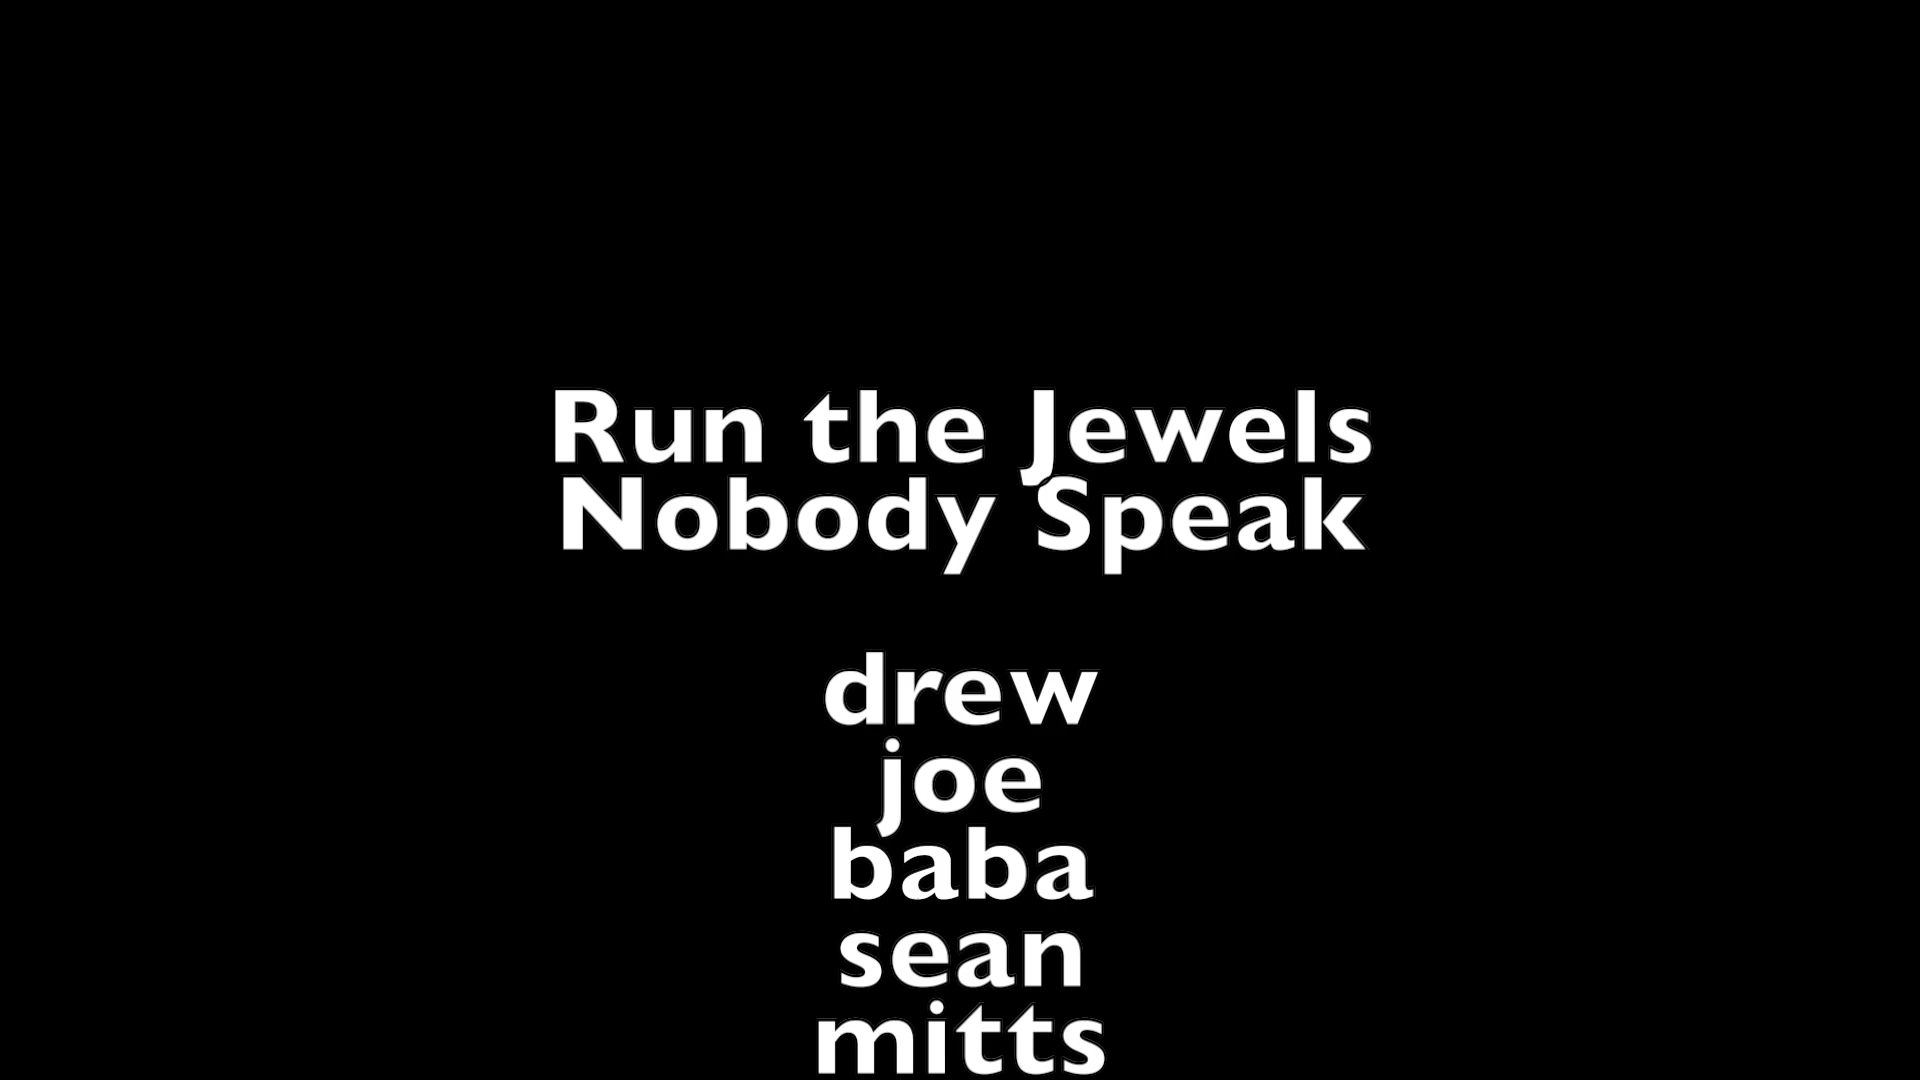 Run the Jewels
Nobody Speak
drew
joe
baba
sean
mitts